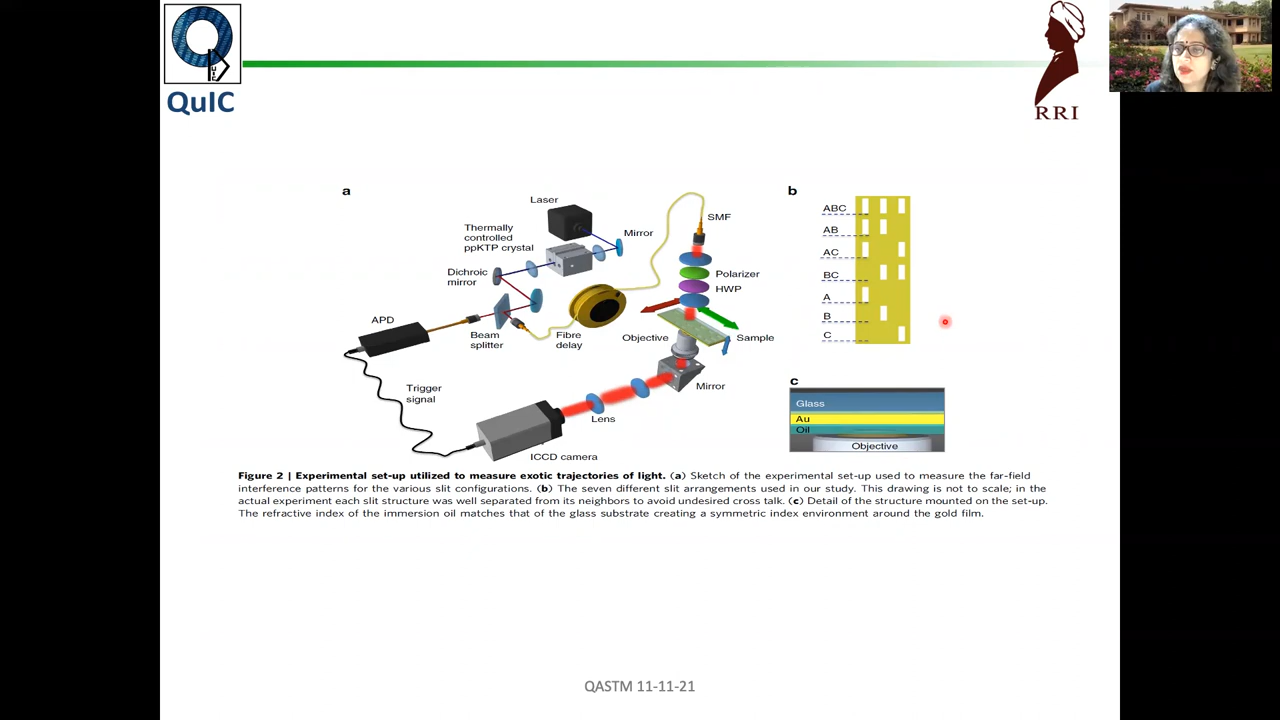 QuIC
RRI
a
Laser
Thermally
controlled
ppKTP crystal
Mirror
Dichroic
mirror
SMF
Polarizer
HWP
APD
Beam
splitter
Fibre
delay
Objective
Sample
Trigger
signal
Mirror
Lens
ICCD camera
b
ABC
AB
AC
BC
A
B
C
c
Glass
Au
Oil
Objective
Figure 2 | Experimental set-up utilized to measure exotic trajectories of light. (a) Sketch of the experimental set-up used to measure the far-field
interference patterns for the various slit configurations. (b) The seven different slit arrangements used in our study. This drawing is not to scale; in the
actual experiment each slit structure was well separated from its neighbors to avoid undesired cross talk. (c) Detail of the structure mounted on the set-up.
The refractive index of the immersion oil matches that of the glass substrate creating a symmetric index environment around the gold film.
QASTM 11-11-21